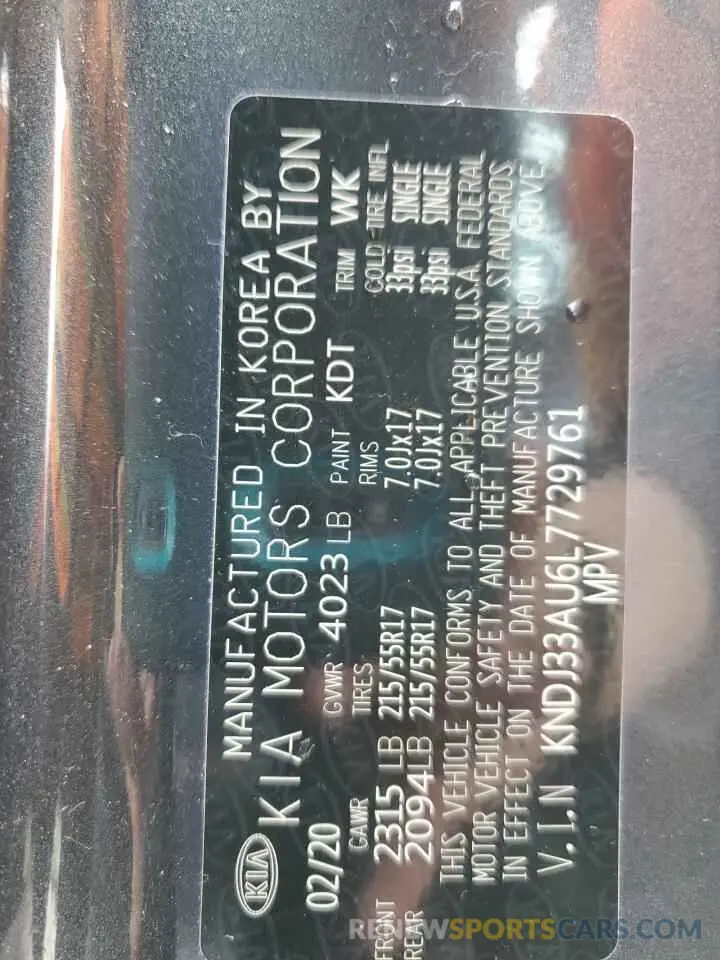 KIA
MANUFACTURED IN KOREA BY
KIA MOTORS CORPORATION
02/20 GVWR 4023 LB PAINT KDT TRIM WK
GAWR TIRES RIMS COLD TIRE INFL
FRONT 2315 LB 215/55R17 7.0Jx17 33psi SINGLE
REAR 2094LB 215/55R17 7.0Jx17 33psi SINGLE
THIS VEHICLE CONFORMS TO ALL APPLICABLE U.S.A. FEDERAL
MOTOR VEHICLE SAFETY AND THEFT PREVENTION STANDARDS
IN EFFECT ON THE DATE OF MANUFACTURE SHOWN ABOVE.
V.I.N KNDJ33AU6L7729761
MPV
RENEWSPORTSCARS.COM